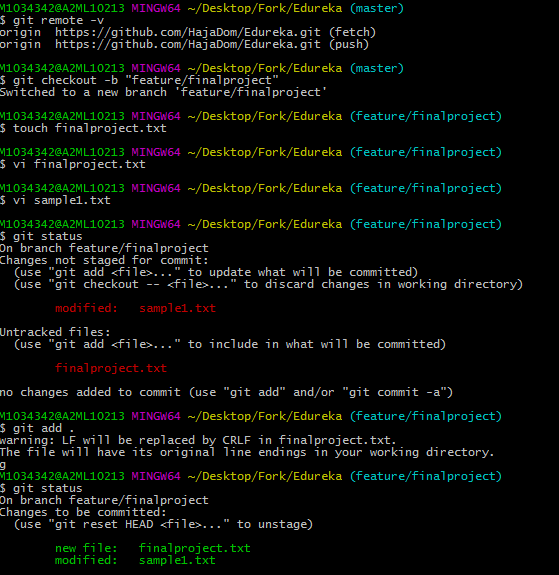 M1034342@A2ML10213 MINGW64 ~/Desktop/Fork/Edureka (master)
$ git remote -v
origin  https://github.com/HajaDom/Edureka.git (fetch)
origin  https://github.com/HajaDom/Edureka.git (push)
M1034342@A2ML10213 MINGW64 ~/Desktop/Fork/Edureka (master)
$ git checkout -b "feature/finalproject"
Switched to a new branch 'feature/finalproject'
M1034342@A2ML10213 MINGW64 ~/Desktop/Fork/Edureka (feature/finalproject)
$ touch finalproject.txt
M1034342@A2ML10213 MINGW64 ~/Desktop/Fork/Edureka (feature/finalproject)
$ vi finalproject.txt
M1034342@A2ML10213 MINGW64 ~/Desktop/Fork/Edureka (feature/finalproject)
$ vi sample1.txt
M1034342@A2ML10213 MINGW64 ~/Desktop/Fork/Edureka (feature/finalproject)
$ git status
On branch feature/finalproject
Changes not staged for commit:
  (use "git add <file>..." to update what will be committed)
  (use "git checkout -- <file>..." to discard changes in working directory)
        modified:   sample1.txt
Untracked files:
  (use "git add <file>..." to include in what will be committed)
        finalproject.txt
no changes added to commit (use "git add" and/or "git commit -a")
M1034342@A2ML10213 MINGW64 ~/Desktop/Fork/Edureka (feature/finalproject)
$ git add .
warning: LF will be replaced by CRLF in finalproject.txt.
The file will have its original line endings in your working directory.
g
M1034342@A2ML10213 MINGW64 ~/Desktop/Fork/Edureka (feature/finalproject)
$ git status
On branch feature/finalproject
Changes to be committed:
  (use "git reset HEAD <file>..." to unstage)
        new file:   finalproject.txt
        modified:   sample1.txt